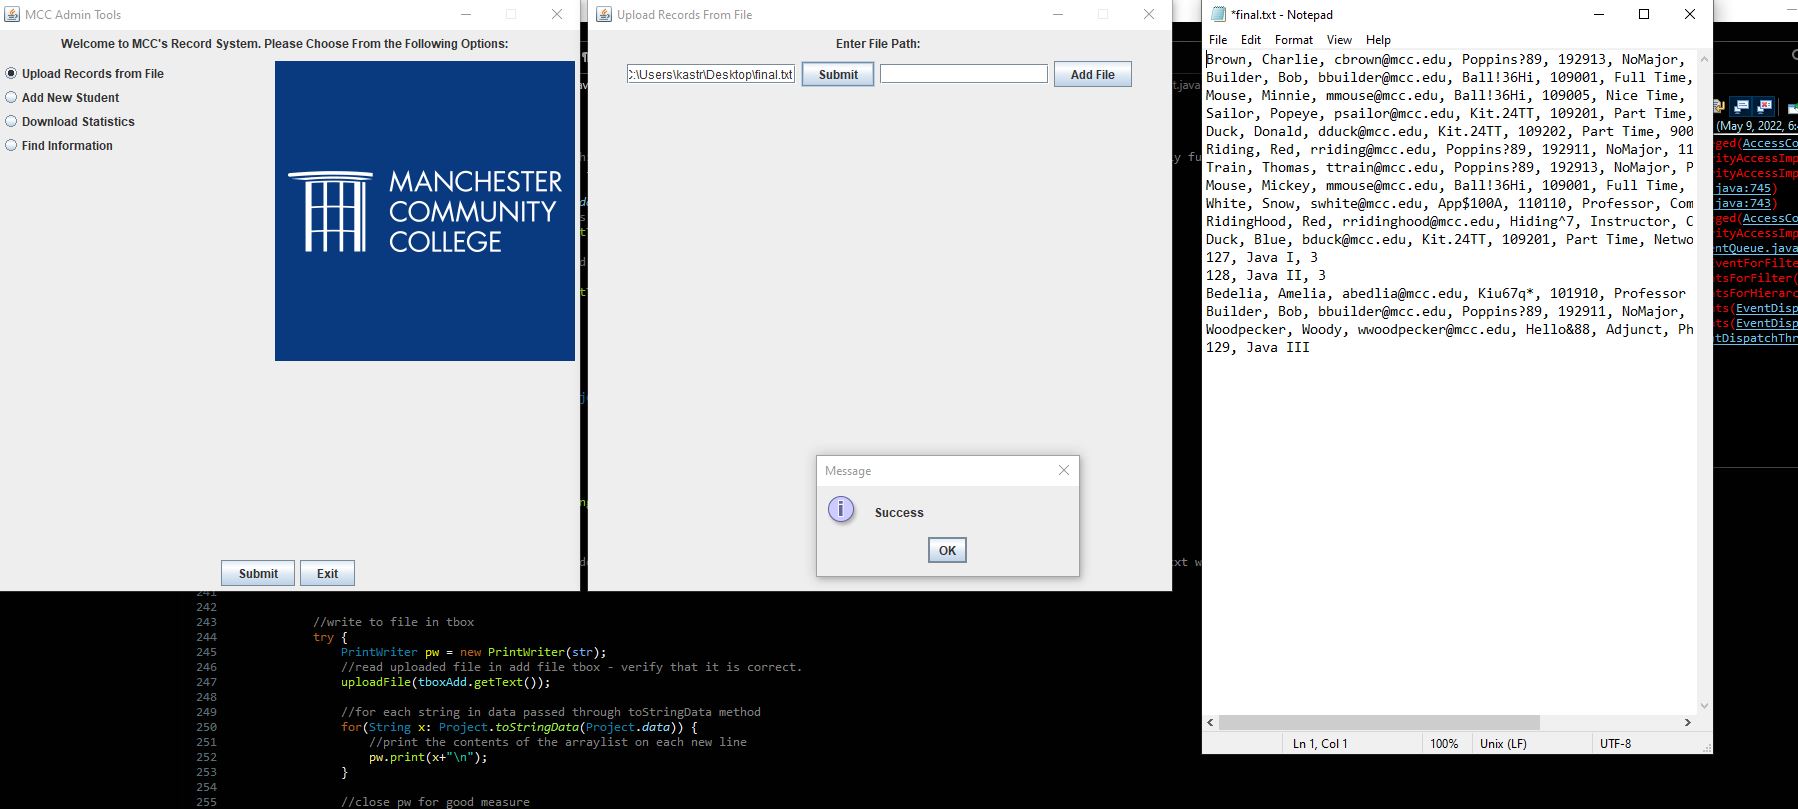 MCC Admin Tools
Welcome to MCC's Record System. Please Choose From the Following Options:
Upload Records from File
Add New Student
Download Statistics
Find Information
MANCHESTER
COMMUNITY
COLLEGE
Submit
Exit
Upload Records From File
Enter File Path:
C:\Users\kastr\Desktop\final.txt
Submit
Add File
Message
Success
OK
*final.txt - Notepad
File Edit Format View Help
Brown, Charlie, cbrown@mcc.edu, Poppins?89, 192913, NoMajor,
Builder, Bob, bbuilder@mcc.edu, Ball!36Hi, 109001, Full Time,
Mouse, Minnie, mmouse@mcc.edu, Ball!36Hi, 109005, Nice Time,
Sailor, Popeye, psailor@mcc.edu, Kit.24TT, 109201, Part Time,
Duck, Donald, dduck@mcc.edu, Kit.24TT, 109202, Part Time, 900
Riding, Red, rriding@mcc.edu, Poppins?89, 192911, NoMajor, 11
Train, Thomas, ttrain@mcc.edu, Poppins?89, 192913, NoMajor, P
Mouse, Mickey, mmouse@mcc.edu, Ball!36Hi, 109001, Full Time,
White, Snow, swhite@mcc.edu, App$100A, 110110, Professor, Com
RidingHood, Red, rridinghood@mcc.edu, Hiding^7, Instructor, C
Duck, Blue, bduck@mcc.edu, Kit.24TT, 109201, Part Time, Netwo
127, Java I, 3
128, Java II, 3
Bedelia, Amelia, abedlia@mcc.edu, Kiu67q*, 101910, Professor
Builder, Bob, bbuilder@mcc.edu, Poppins?89, 192911, NoMajor,
Woodpecker, Woody, wwoodpecker@mcc.edu, Hello&88, Adjunct, Ph
129, Java III
Ln 1, Col 1
100%
Unix (LF)
UTF-8
t.java
(May 9, 2022, 6:
ged(AccessCo
rityAccessImp
rityAccessImp
java:745)
java:743)
ged(AccessCo
rityAccessImp
ntQueue.java
ventForFilte
tsForFilter(
tsForHierarc
ts(EventDisp
ts(EventDisp
tDispatchThr
y fu
xt w
241
242
243 //write to file in tbox
244 try {
245 PrintWriter pw = new PrintWriter(str);
246 //read uploaded file in add file tbox - verify that it is correct.
247 uploadFile(tboxAdd.getText());
248
249 //for each string in data passed through toStringData method
250 for(String x: Project.toStringData(Project.data)) {
251 //print the contents of the arraylist on each new line
252 pw.print(x+"\n");
253 }
254
255 //close pw for good measure